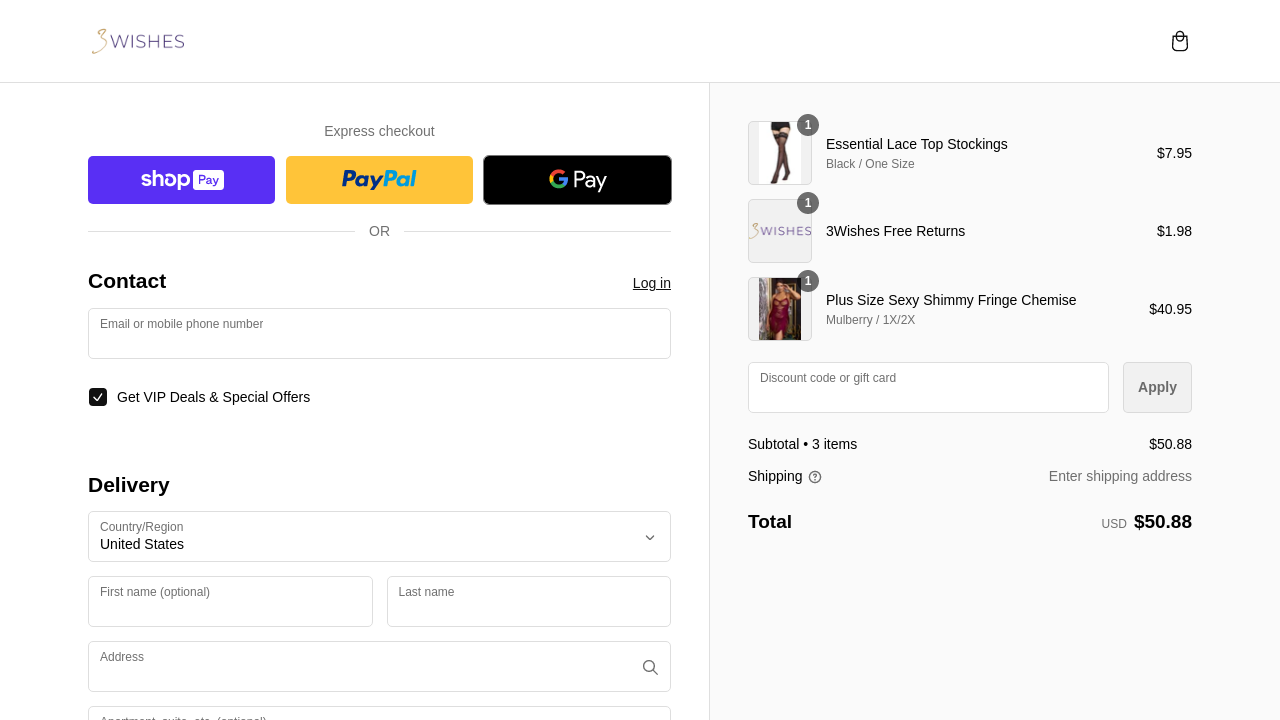 3WISHES
Express checkout
shop Pay
PayPal
G Pay
OR
Contact
Log in
Email or mobile phone number
Get VIP Deals & Special Offers
Delivery
Country/Region
United States
First name (optional)
Last name
Address
Apartment, suite, etc. (optional)
1
Essential Lace Top Stockings
Black / One Size
$7.95
1
3WISHES
3Wishes Free Returns
$1.98
1
Plus Size Sexy Shimmy Fringe Chemise
Mulberry / 1X/2X
$40.95
Discount code or gift card
Apply
Subtotal • 3 items
$50.88
Shipping
Enter shipping address
Total
USD $50.88